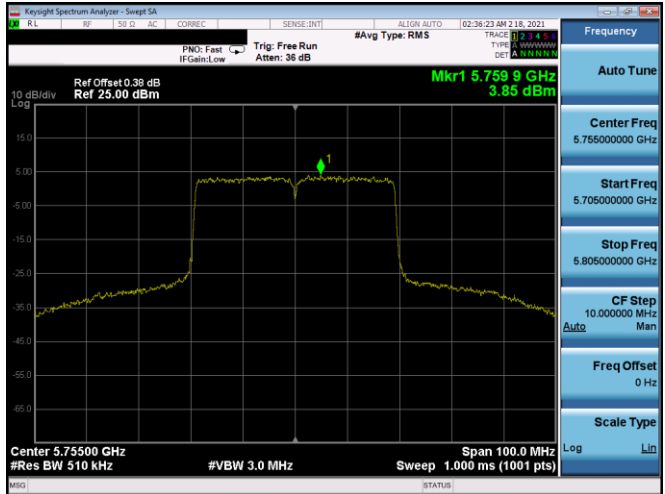 Keysight Spectrum Analyzer - Swept SA
RL RF 50 Ω AC CORREC SENSE:INT ALIGN AUTO 02:36:23 AM 2 18, 2021
#Avg Type: RMS TRACE 1 2 3 4 5 6
PNO: Fast Trig: Free Run TYPE A WWWWW
IFGain:Low Atten: 36 dB DET A N N N N N
Frequency
Auto Tune
Mkr1 5.759 9 GHz
3.85 dBm
Ref Offset 0.38 dB
10 dB/div Ref 25.00 dBm
Log
15.0
5.00
-5.00
-15.0
-25.0
-35.0
-45.0
-55.0
-65.0
1
Center Freq
5.755000000 GHz
Start Freq
5.705000000 GHz
Stop Freq
5.805000000 GHz
CF Step
10.000000 MHz
Auto Man
Freq Offset
0 Hz
Scale Type
Log Lin
Center 5.75500 GHz Span 100.0 MHz
#Res BW 510 kHz #VBW 3.0 MHz Sweep 1.000 ms (1001 pts)
MSG STATUS